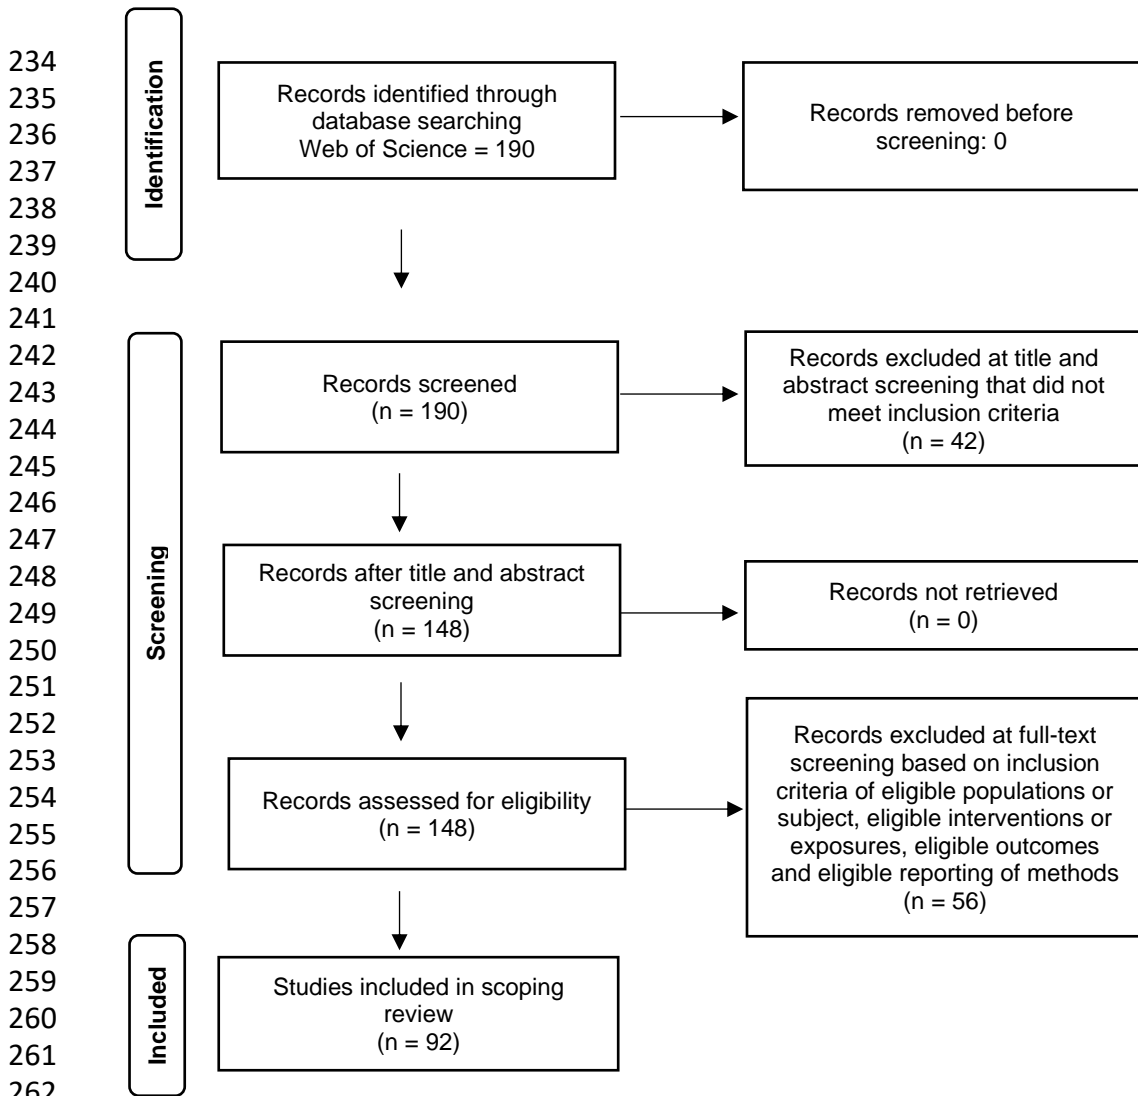 234
235
236
237
238
239
240
241
242
243
244
245
246
247
248
249
250
251
252
253
254
255
256
257
258
259
260
261
262
Identification
Records identified through
database searching
Web of Science = 190
Records removed before
screening: 0
Screening
Records screened
(n = 190)
Records excluded at title and
abstract screening that did not
meet inclusion criteria
(n = 42)
Records after title and abstract
screening
(n = 148)
Records not retrieved
(n = 0)
Records assessed for eligibility
(n = 148)
Records excluded at full-text
screening based on inclusion
criteria of eligible populations or
subject, eligible interventions or
exposures, eligible outcomes
and eligible reporting of methods
(n = 56)
Included
Studies included in scoping
review
(n = 92)